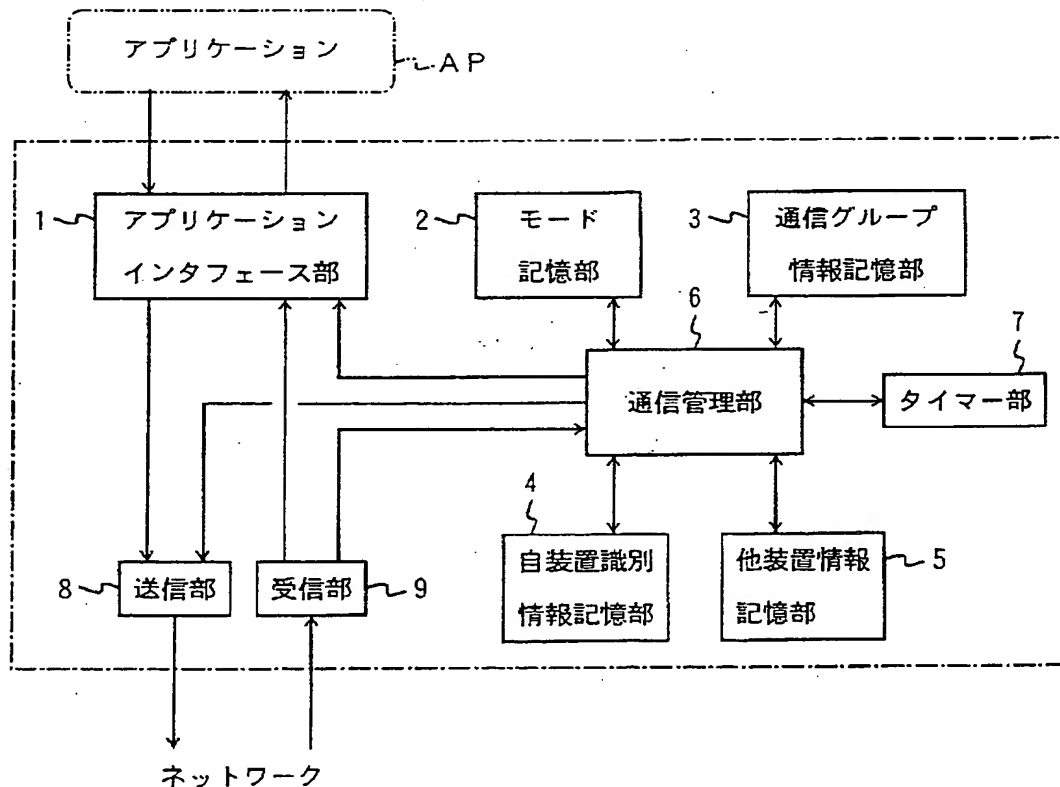 アプリケーション
AP
1
アプリケーション
インタフェース部
2
モード
記憶部
3
通信グループ
情報記憶部
6
通信管理部
7
タイマー部
4
自装置識別
情報記憶部
他装置情報
記憶部
5
8
送信部
受信部
9
ネットワーク